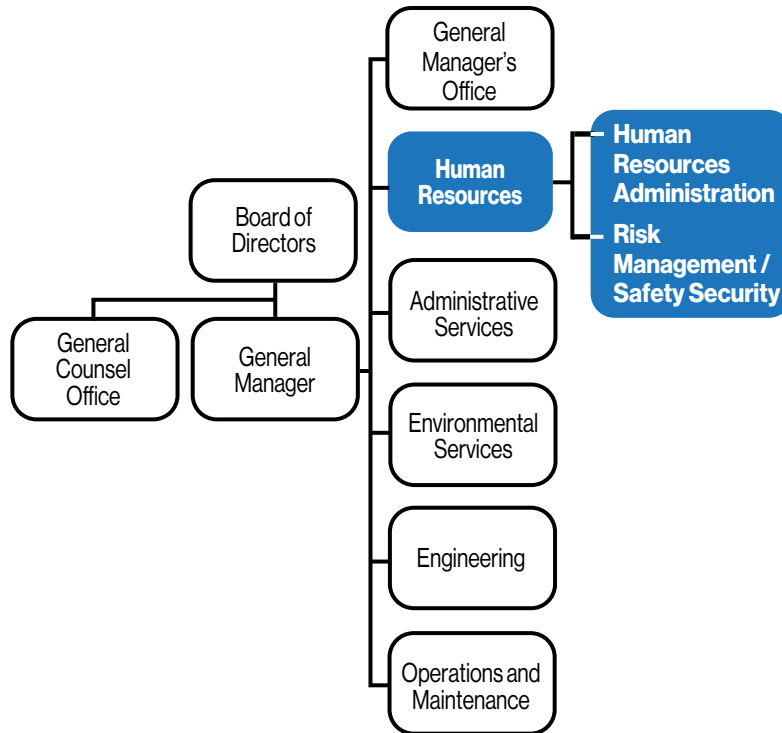 General
Manager's
Office
Human
Resources
Human
Resources
Administration
Risk
Management /
Safety Security
Board of
Directors
General
Counsel
Office
General
Manager
Administrative
Services
Environmental
Services
Engineering
Operations and
Maintenance